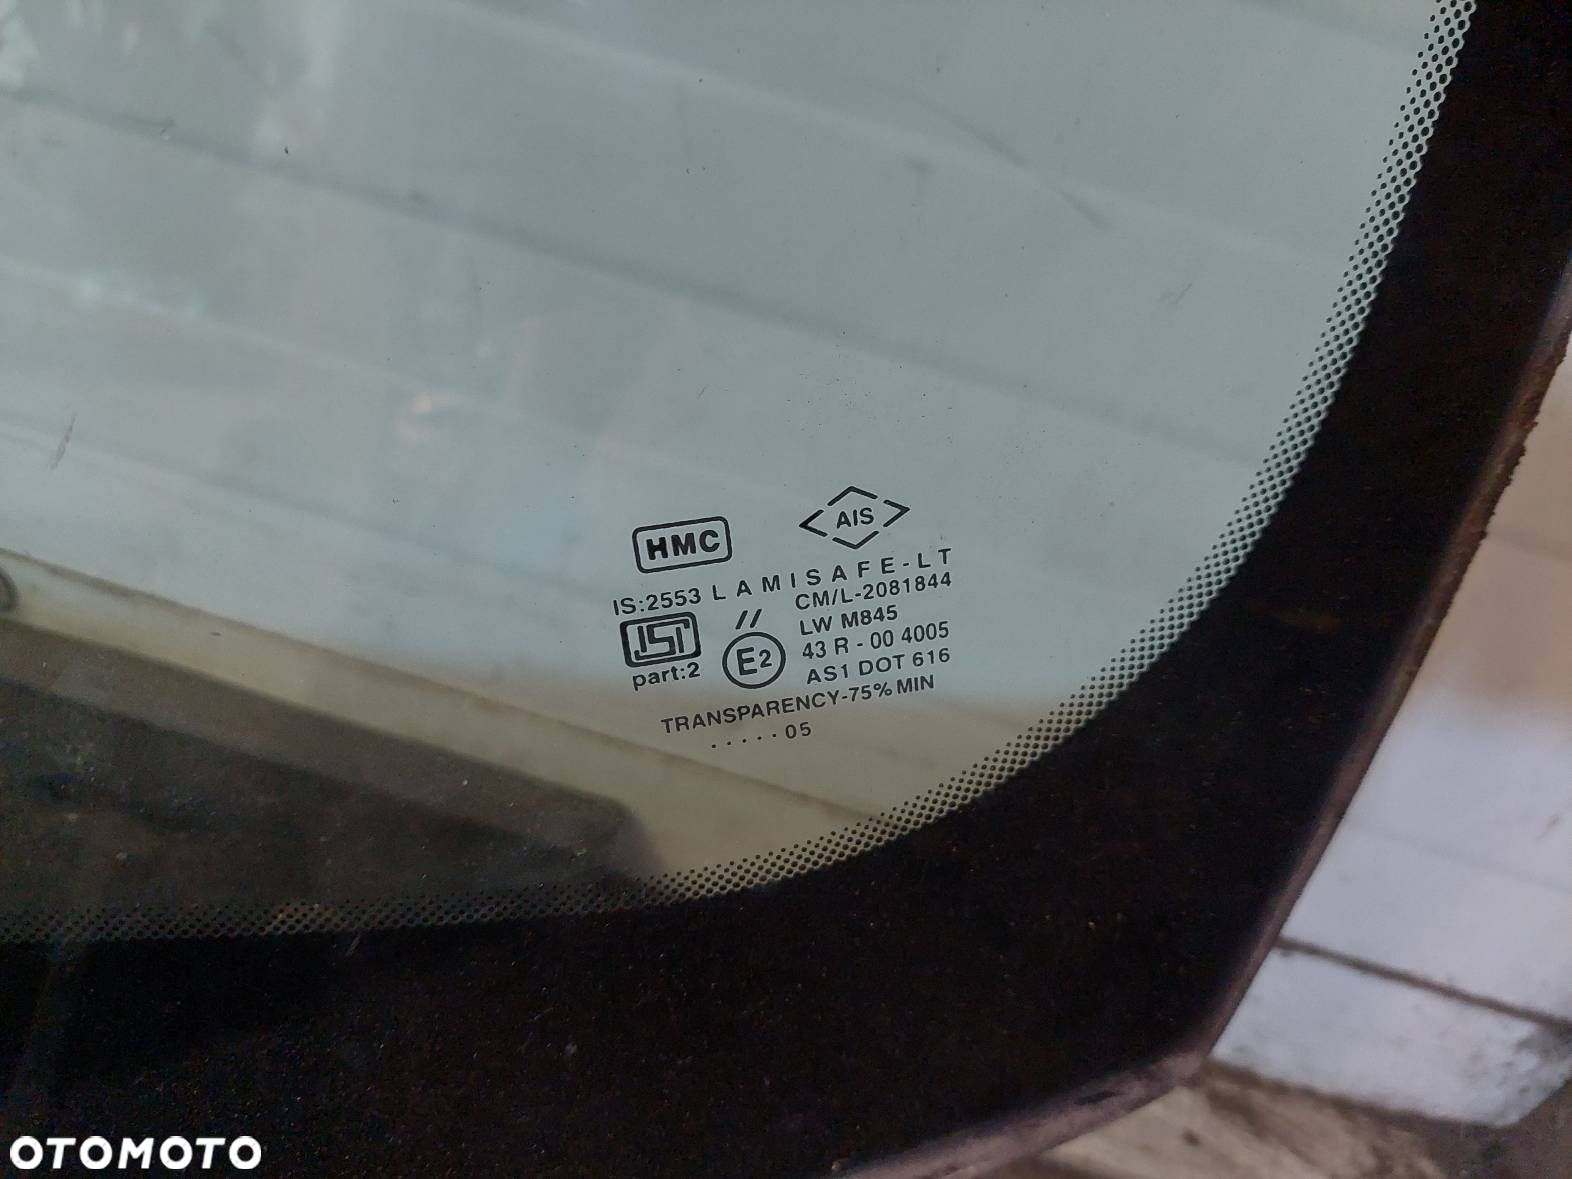 HMC
AIS
IS:2553 LAMISAFE-LT
CM/L-2081844
ISI
//
LW M845
E2
43 R - 00 4005
part:2
AS1 DOT 616
TRANSPARENCY-75% MIN
.....05
OTOMOTO